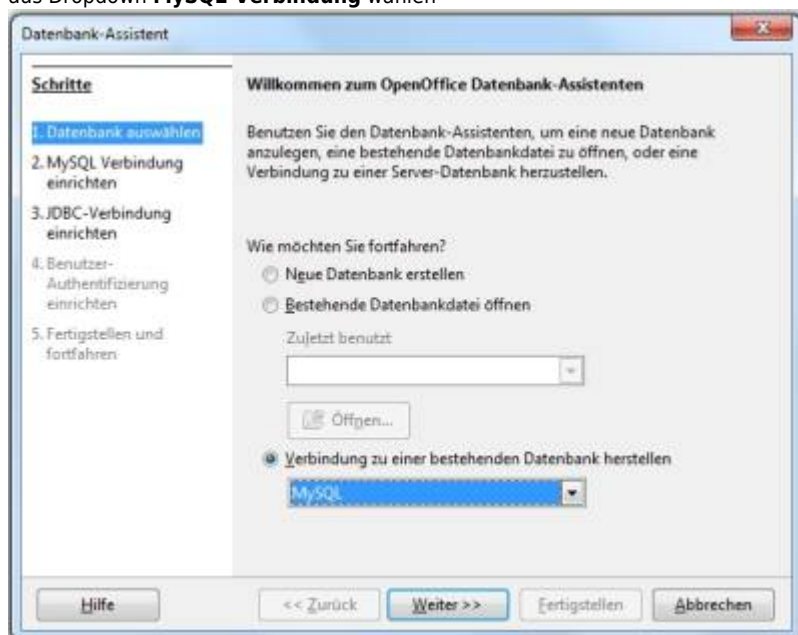 aus Dropdown MySQL-Verbindung wählen
Datenbank-Assistent
Schritte
1. Datenbank auswählen
2. MySQL Verbindung
einrichten
3. JDBC-Verbindung
einrichten
4. Benutzer-
Authentifizierung
einrichten
5. Fertigstellen und
fortfahren
Willkommen zum OpenOffice Datenbank-Assistenten
Benutzen Sie den Datenbank-Assistenten, um eine neue Datenbank
anzulegen, eine bestehende Datenbankdatei zu öffnen, oder eine
Verbindung zu einer Server-Datenbank herzustellen.
Wie möchten Sie fortfahren?
Neue Datenbank erstellen
Bestehende Datenbankdatei öffnen
Zuletzt benutzt
Öffnen...
Verbindung zu einer bestehenden Datenbank herstellen
MySQL
Hilfe
<< Zurück
Weiter >>
Fertigstellen
Abbrechen